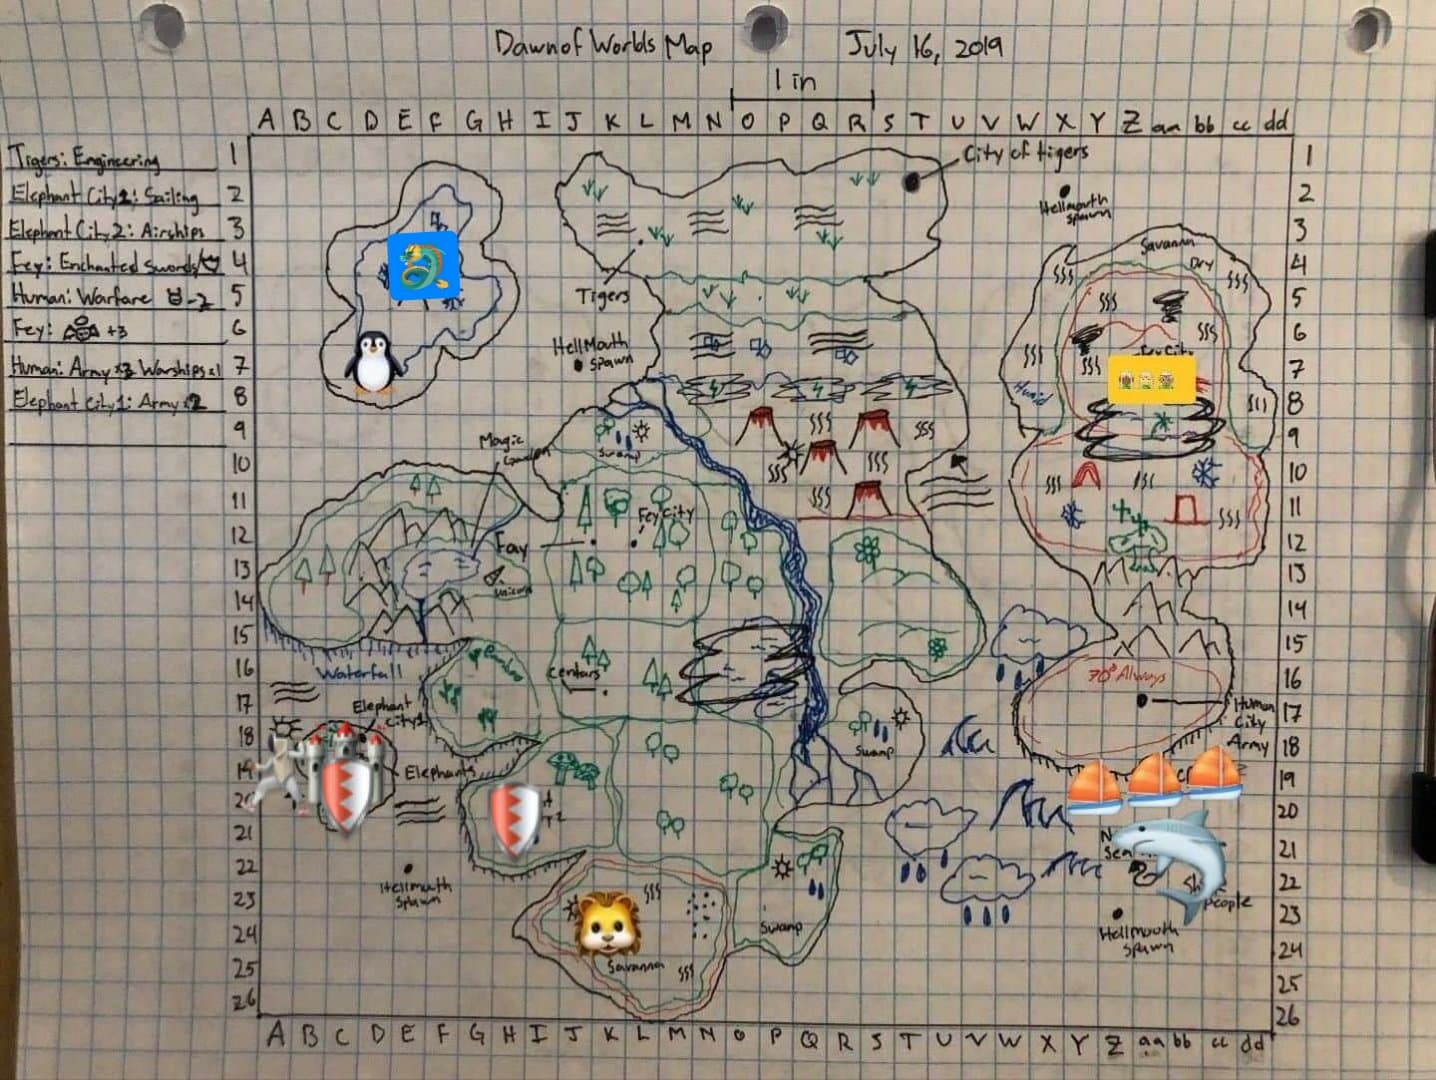 Dawn of Worlds Map July 16, 2019
1 in
A B C D E F G H I J K L M N O P Q R S T U V W X Y Z aa bb cc dd
Tigers: Engineering 1 1
Elephant City 1: Sailing 2 2
Elephant City 2: Airships 3 3
Fey: Enchanted Swords/ 4 4
Human: Warfare -2 5 5
Fey: +3 6 6
Human: Army x3 Warships x1 7 7
Elephant City 1: Army x2 8 8
9 9
10 10
11 11
12 12
13 13
14 14
15 15
16 16
17 17
18 18
19 19
20
21 21
22 22
23 23
24 24
25 25
26 26
City of tigers
Hellmouth
Spawn
Savanna
Dry
Tigers
HellMouth
Spawn
City
Humid
Magic
Swamp
Fey City
Fay
Unicorn
Waterfall
Centars
70° Always
Human
City
Army
Elephant
City 1
Elephants
Swamp
Hellmouth
Spawn
Sea
People
Hellmouth
Spawn
Swamp
Savanna
A B C D E F G H I J K L M N O P Q R S T U V W X Y Z aa bb cc dd